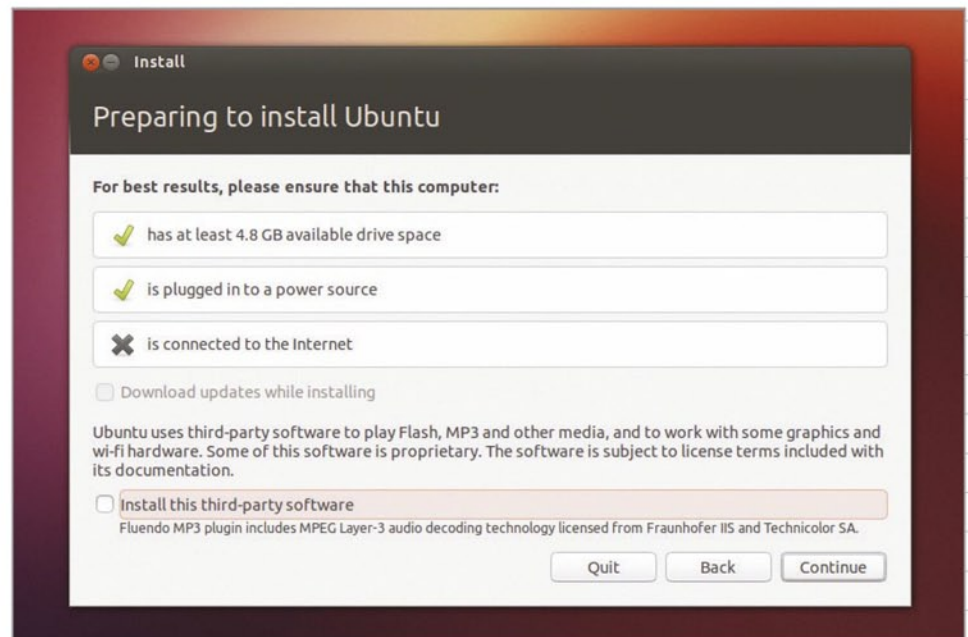 Install
Preparing to install Ubuntu
For best results, please ensure that this computer:
has at least 4.8 GB available drive space
is plugged in to a power source
is connected to the Internet
Download updates while installing
Ubuntu uses third-party software to play Flash, MP3 and other media, and to work with some graphics and
wi-fi hardware. Some of this software is proprietary. The software is subject to license terms included with
its documentation.
Install this third-party software
Fluendo MP3 plugin includes MPEG Layer-3 audio decoding technology licensed from Fraunhofer IIS and Technicolor SA.
Quit Back Continue